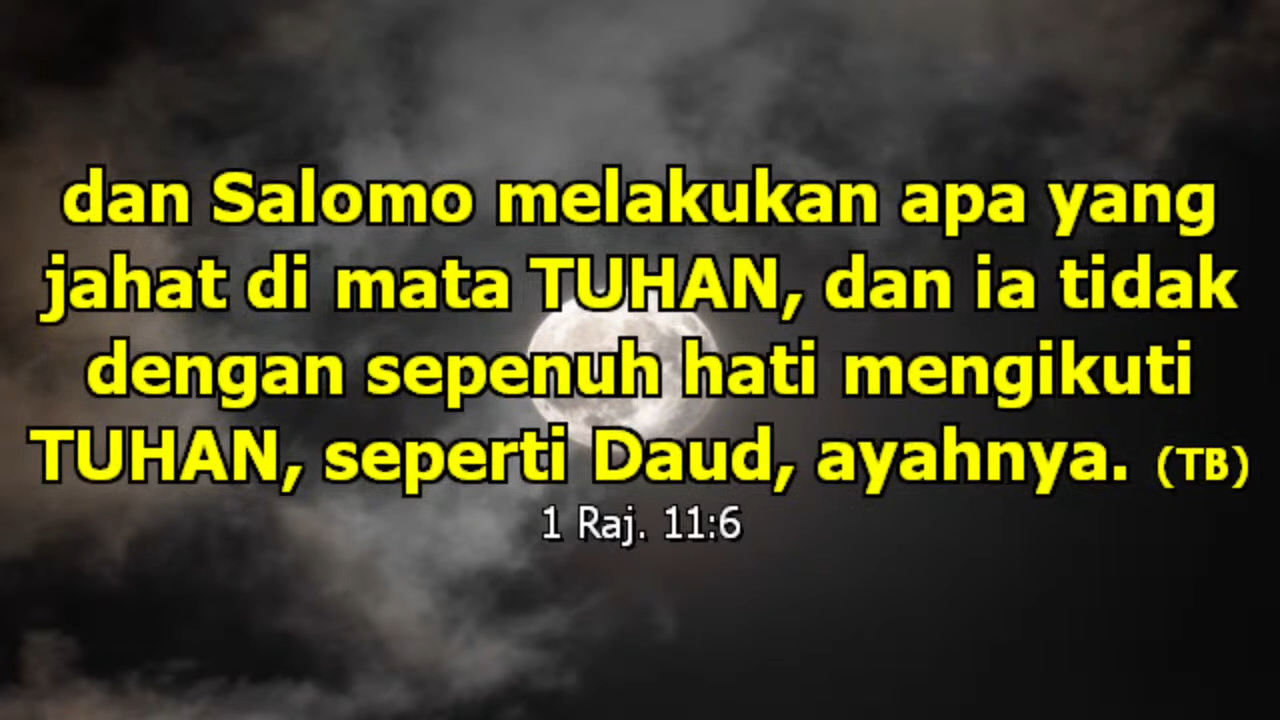 dan Salomo melakukan apa yang
jahat di mata TUHAN, dan ia tidak
dengan sepenuh hati mengikuti
TUHAN, seperti Daud, ayahnya. (TB)
1 Raj. 11:6